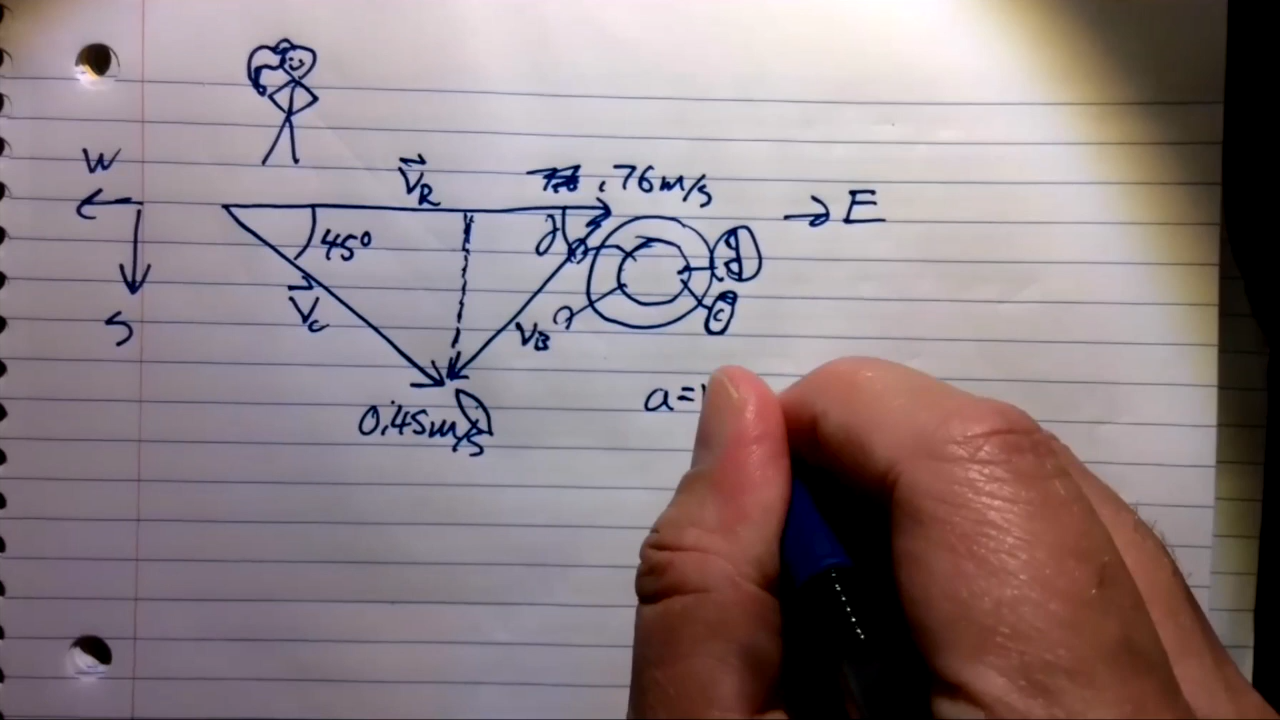 W
V⃗R .76m/s
→ E
45°
S
V⃗c
VB
c
0.45m/s
a=